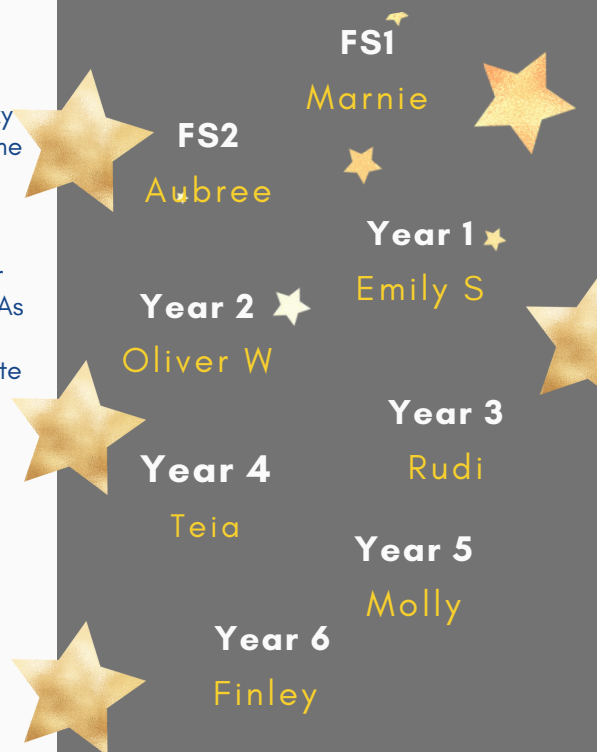 FS1
Marnie
FS2
Aubree
Year 1
Emily S
Year 2
Oliver W
Year 3
Rudi
Year 4
Teia
Year 5
Molly
Year 6
Finley
As